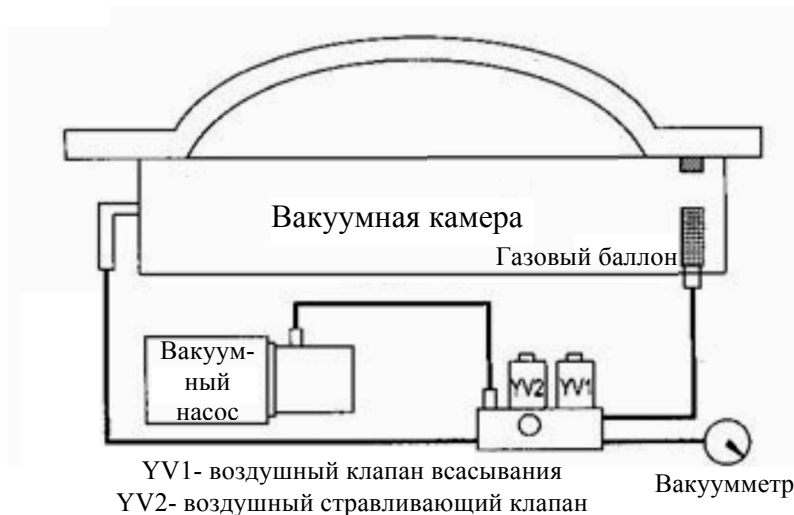 Вакуумная камера
Газовый баллон
Вакуум-
ный
насос
YV2 YV1
YV1- воздушный клапан всасывания
Вакуумметр
YV2- воздушный стравливающий клапан